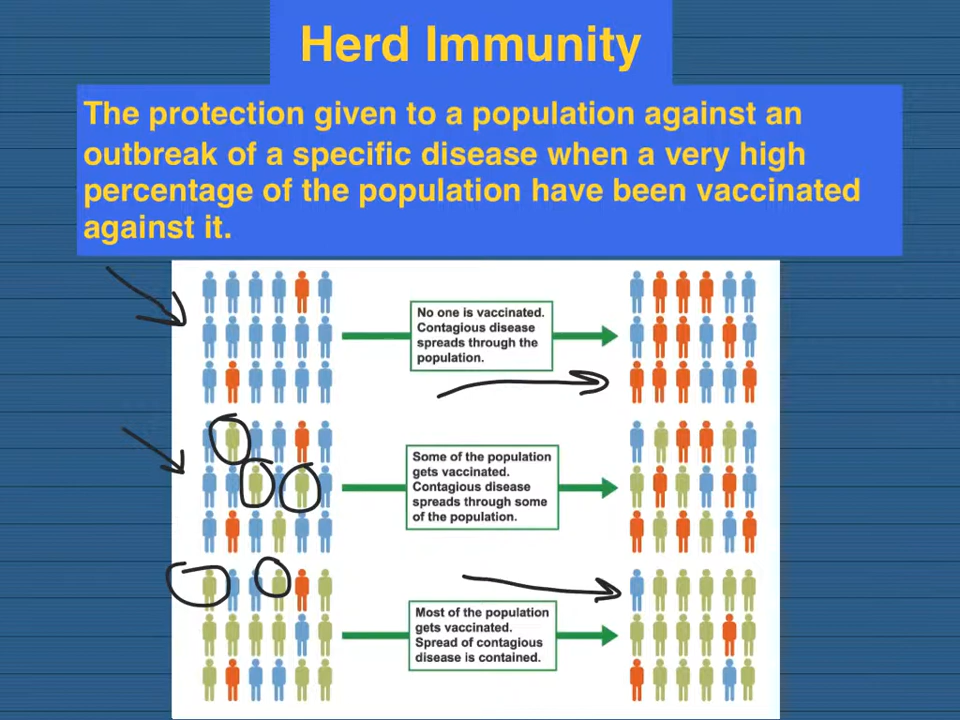 Herd Immunity
The protection given to a population against an
outbreak of a specific disease when a very high
percentage of the population have been vaccinated
against it.
No one is vaccinated.
Contagious disease
spreads through the
population.
Some of the population
gets vaccinated.
Contagious disease
spreads through some
of the population.
Most of the population
gets vaccinated.
Spread of contagious
disease is contained.